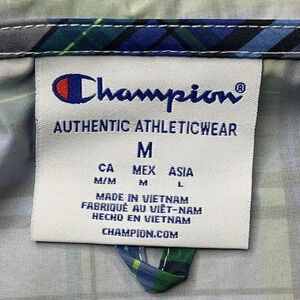 Champion®
AUTHENTIC ATHLETICWEAR
M
CA MEX ASIA
M/M M L
MADE IN VIETNAM
FABRIQUÉ AU VIÊT-NAM
HECHO EN VIETNAM
CHAMPION.COM